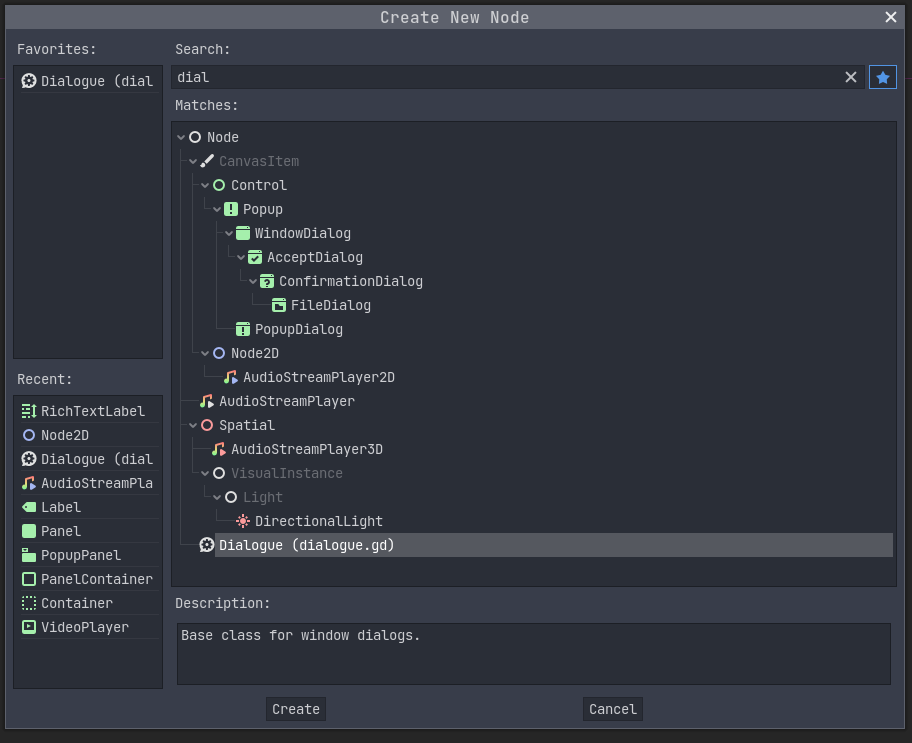 Create New Node
Favorites:
Dialogue (dial
Search:
dial
Matches:
Node
CanvasItem
Control
Popup
WindowDialog
AcceptDialog
ConfirmationDialog
FileDialog
PopupDialog
Node2D
AudioStreamPlayer2D
AudioStreamPlayer
Spatial
AudioStreamPlayer3D
VisualInstance
Light
DirectionalLight
Dialogue (dialogue.gd)
Recent:
RichTextLabel
Node2D
Dialogue (dial
AudioStreamPla
Label
Panel
PopupPanel
PanelContainer
Container
VideoPlayer
Description:
Base class for window dialogs.
Create
Cancel